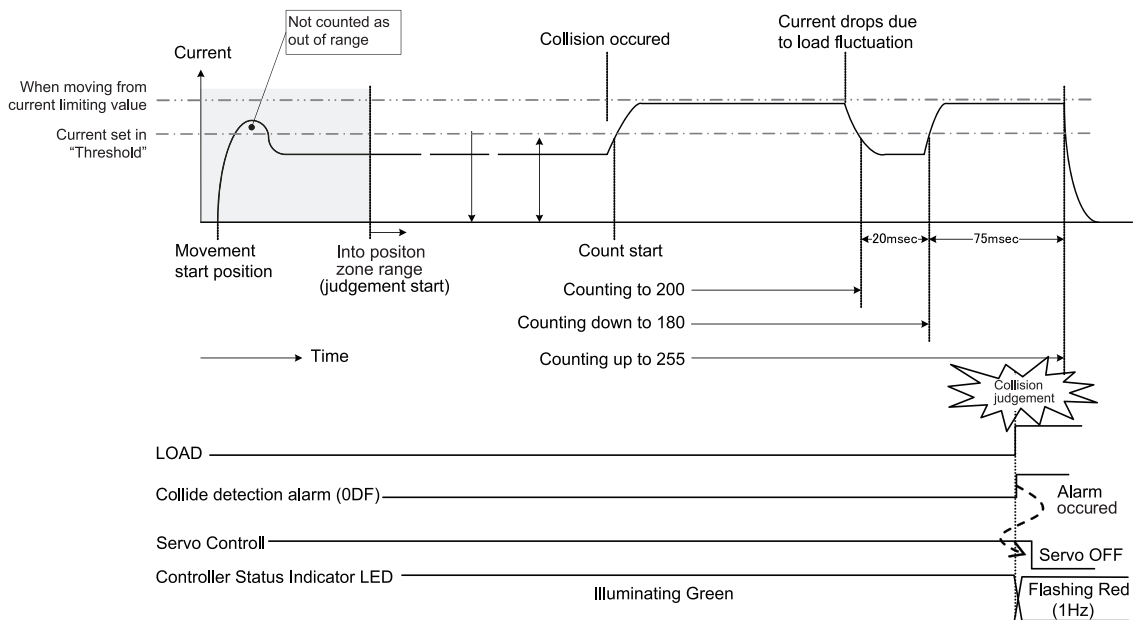 Not counted as
out of range
Current
Collision occured
Current drops due
to load fluctuation
When moving from
current limiting value
Current set in
“Threshold”
Movement
start position
Into positon
zone range
(judgement start)
Count start
20msec
75msec
Counting to 200
Counting down to 180
Time
Counting up to 255
Collision
judgement
LOAD
Collide detection alarm (0DF)
Alarm
occured
Servo Controll
Servo OFF
Controller Status Indicator LED
Illuminating Green
Flashing Red
(1Hz)